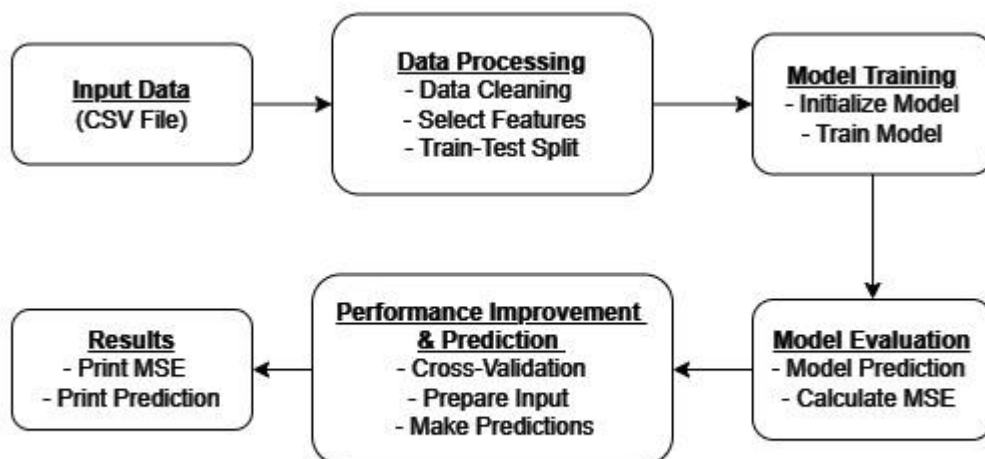 Input Data
(CSV File)
Data Processing
- Data Cleaning
- Select Features
- Train-Test Split
Model Training
- Initialize Model
- Train Model
Model Evaluation
- Model Prediction
- Calculate MSE
Performance Improvement
& Prediction
- Cross-Validation
- Prepare Input
- Make Predictions
Results
- Print MSE
- Print Prediction